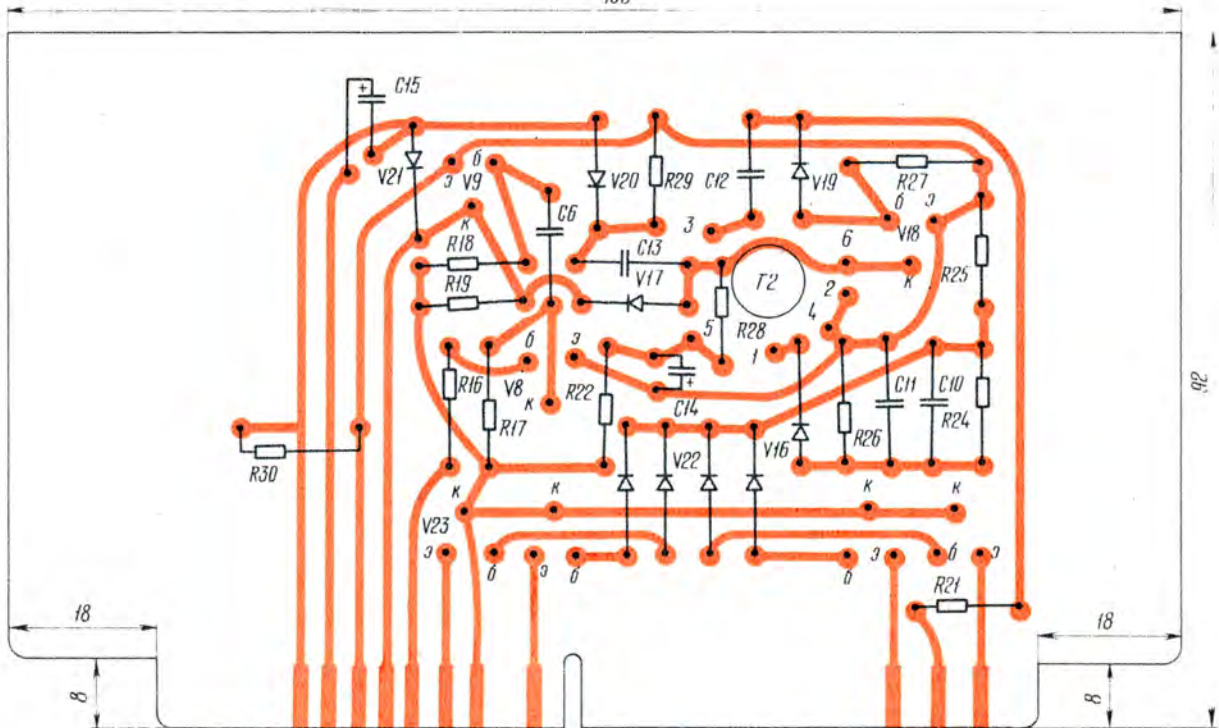 + C15
V21
э
V9
б
к
C6
V20
R29
C12
V19
R27
б
э
V18
3
R18
C13
6
к
R25
R19
V17
T2
2
4
R28
5
1
б
э
R16
V8
к
R17
R22
+
C14
C11
C10
R24
R26
V16
V22
R30
к
к
к
к
V23
э
б
э
б
б
э
б
э
R21
18
18
8
8
92